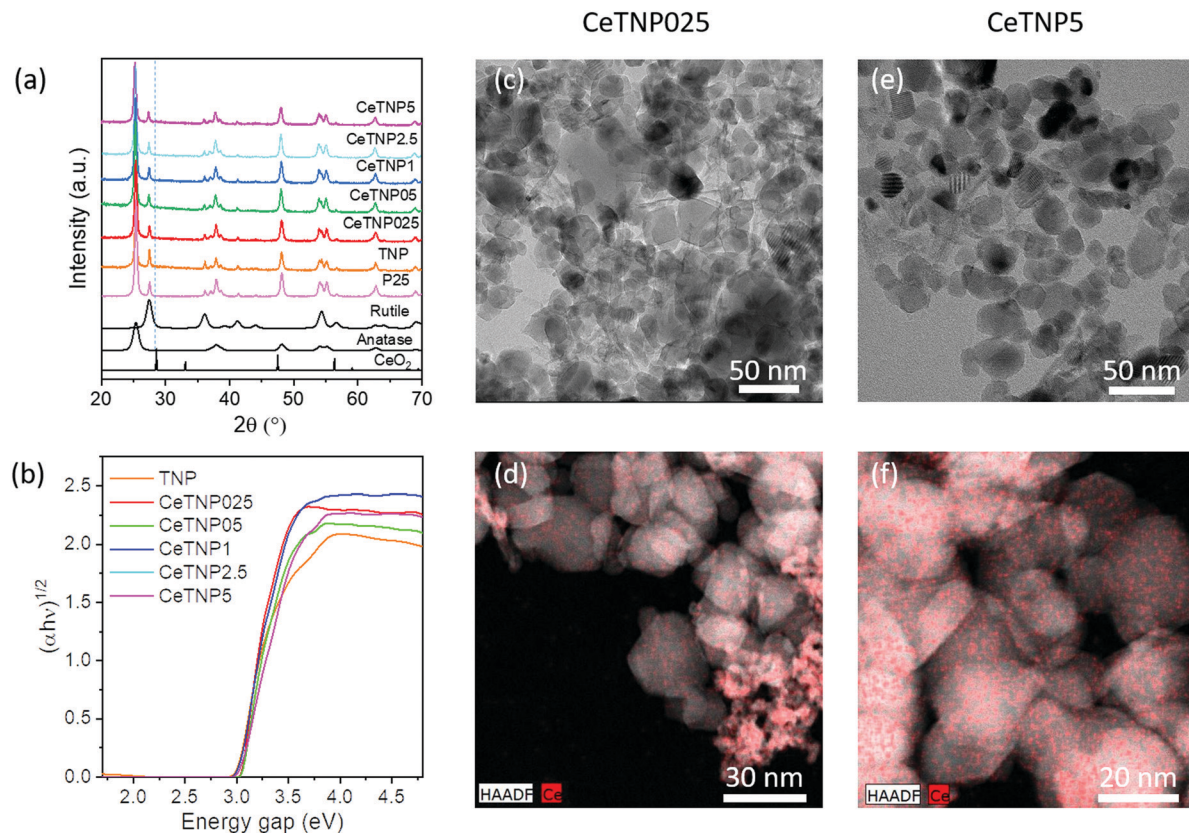 CeTNP025
CeTNP5
(a)
CeTNP5
CeTNP2.5
CeTNP1
CeTNP05
CeTNP025
TNP
P25
Rutile
Anatase
CeO₂
Intensity (a.u.)
20 30 40 50 60 70
2θ (°)
(c)
50 nm
(e)
50 nm
(b)
TNP
CeTNP025
CeTNP05
CeTNP1
CeTNP2.5
CeTNP5
(αhν)1/2
2.5
2.0
1.5
1.0
0.5
0.0
2.0 2.5 3.0 3.5 4.0 4.5
Energy gap (eV)
(d)
HAADF Ce
30 nm
(f)
HAADF Ce
20 nm